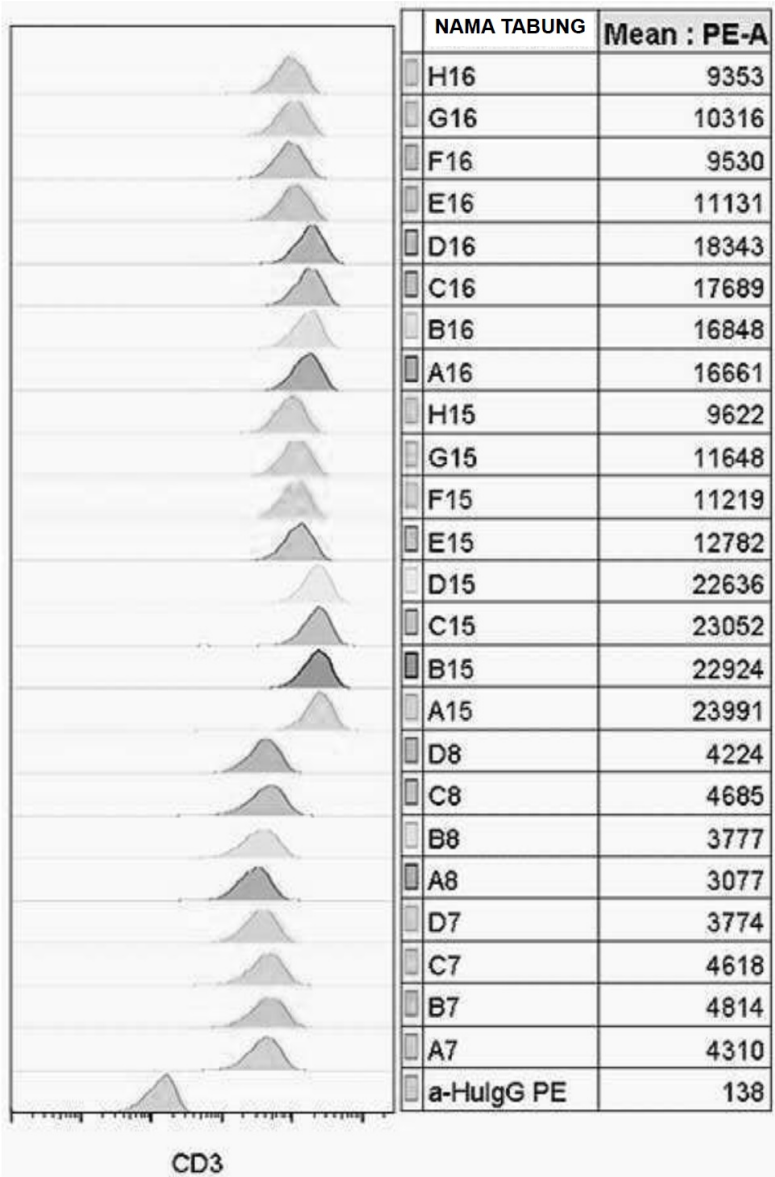 NAMA TABUNG Mean : PE-A
H16 9353
G16 10316
F16 9530
E16 11131
D16 18343
C16 17689
B16 16848
A16 16661
H15 9622
G15 11648
F15 11219
E15 12782
D15 22636
C15 23052
B15 22924
A15 23991
D8 4224
C8 4685
B8 3777
A8 3077
D7 3774
C7 4618
B7 4814
A7 4310
a-HuIgG PE 138
CD3